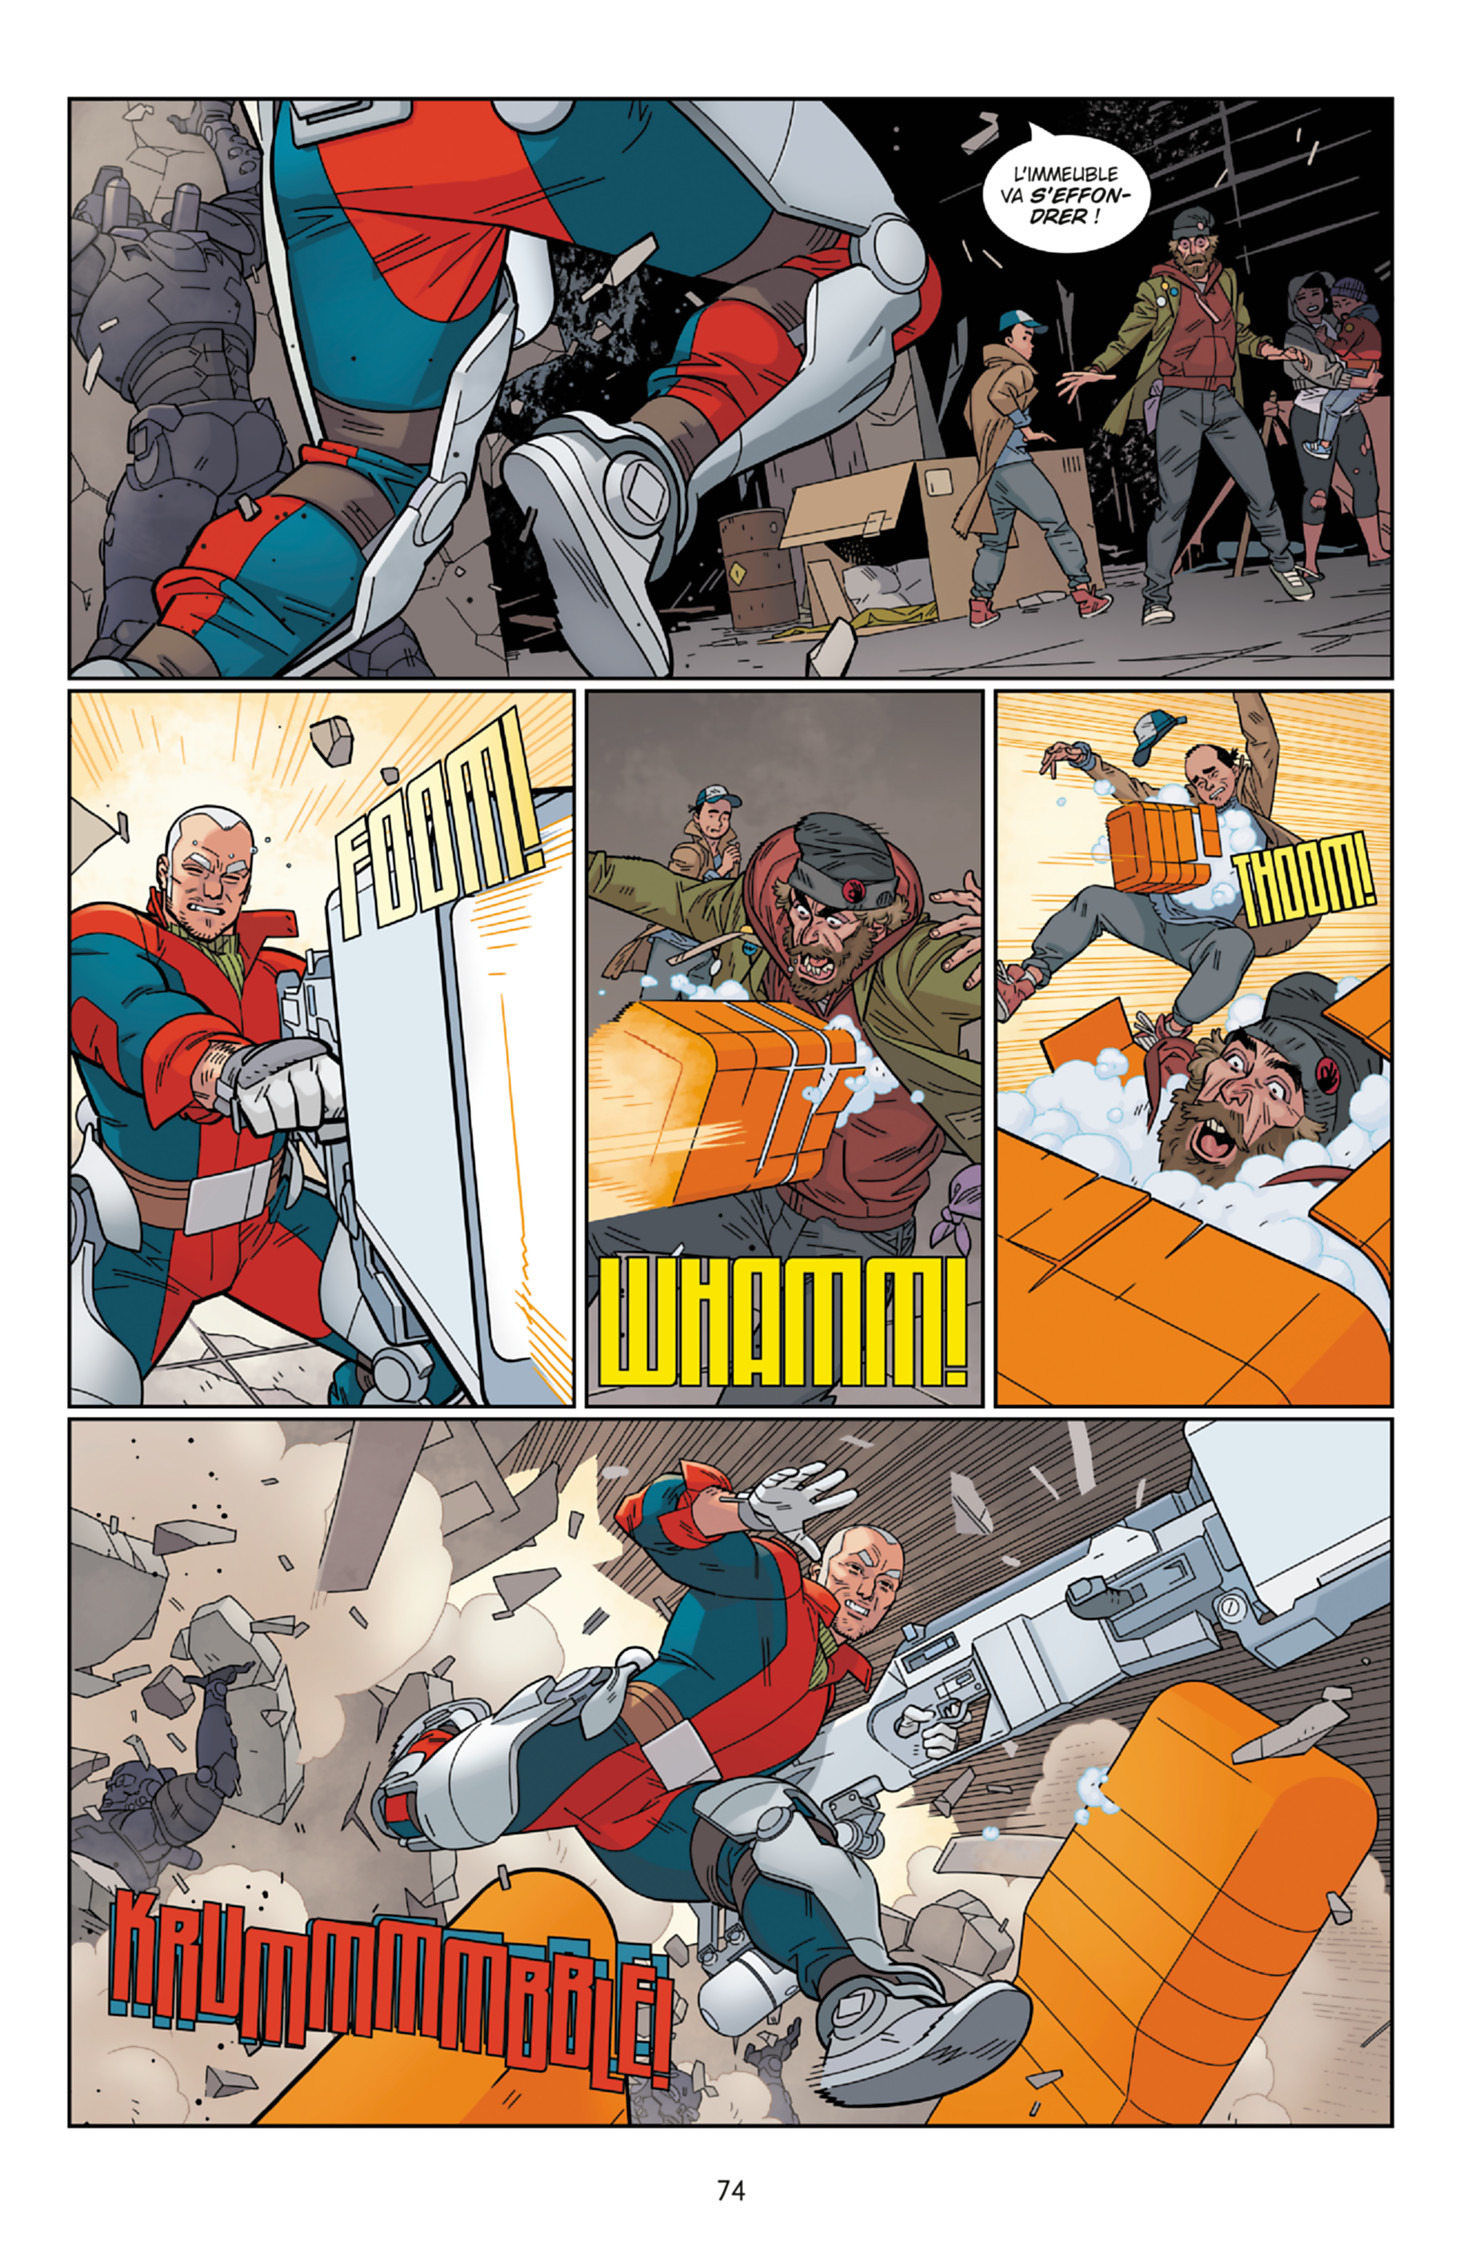 L'IMMEUBLE
VA S'EFFON-
DRER !
FOOM!
WHAMM!
THOOM!
KRUMMMMBBLE!
74